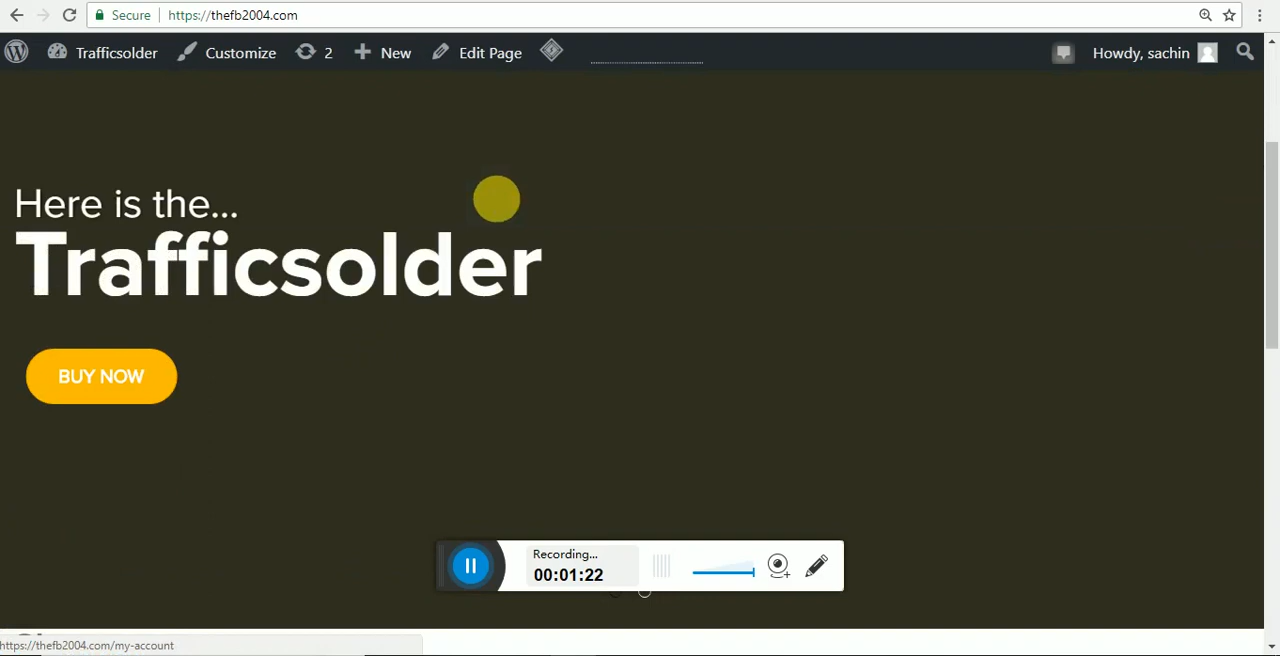 Secure https://thefb2004.com
Trafficsolder Customize 2 New Edit Page Howdy, sachin
Here is the...
Trafficsolder
BUY NOW
Recording...
00:01:22
https://thefb2004.com/my-account